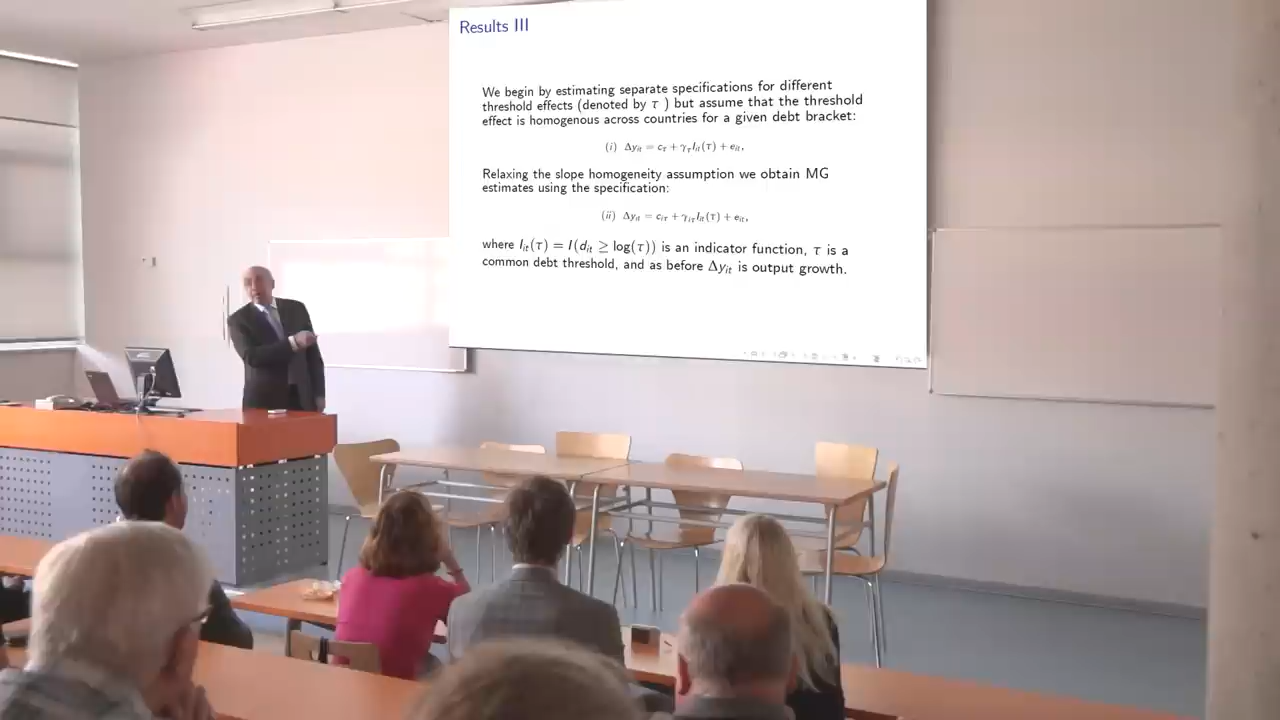 Results III
We begin by estimating separate specifications for different
threshold effects (denoted by τ ) but assume that the threshold
effect is homogenous across countries for a given debt bracket:
(i) Δy_it = c_τ + γ_τ I_it(τ) + e_it,
Relaxing the slope homogeneity assumption we obtain MG
estimates using the specification:
(ii) Δy_it = c_iτ + γ_iτ I_it(τ) + e_it,
where I_it(τ) = I(d_it ≥ log(τ)) is an indicator function, τ is a
common debt threshold, and as before Δy_it is output growth.